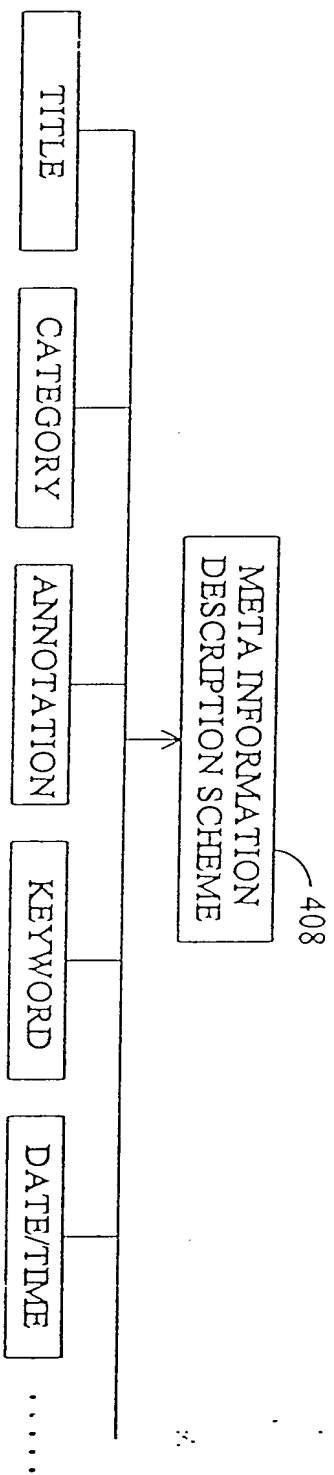 META INFORMATION
DESCRIPTION SCHEME
408
TITLE
CATEGORY
ANNOTATION
KEYWORD
DATE/TIME
......